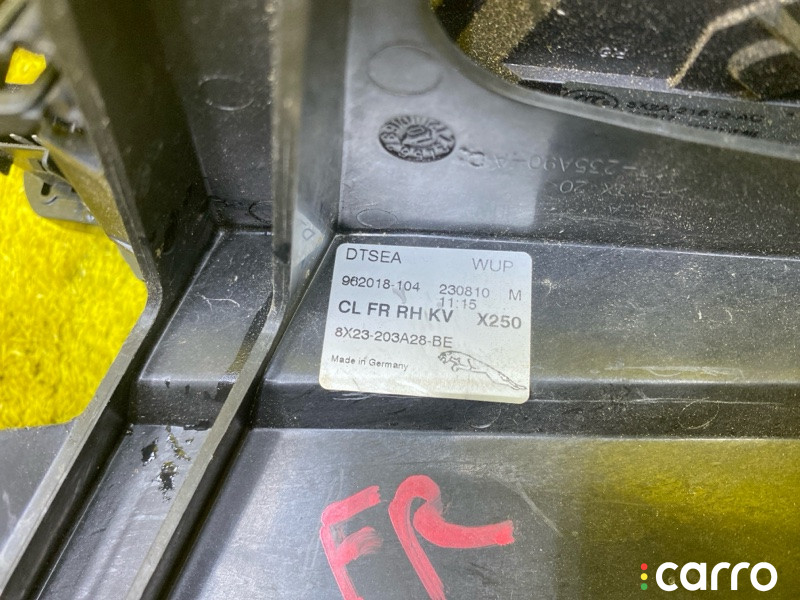 DTSEA WUP
962018-104 230810 M
11:15
CL FR RH KV X250
8X23-203A28-BE
Made in Germany
FR
carro